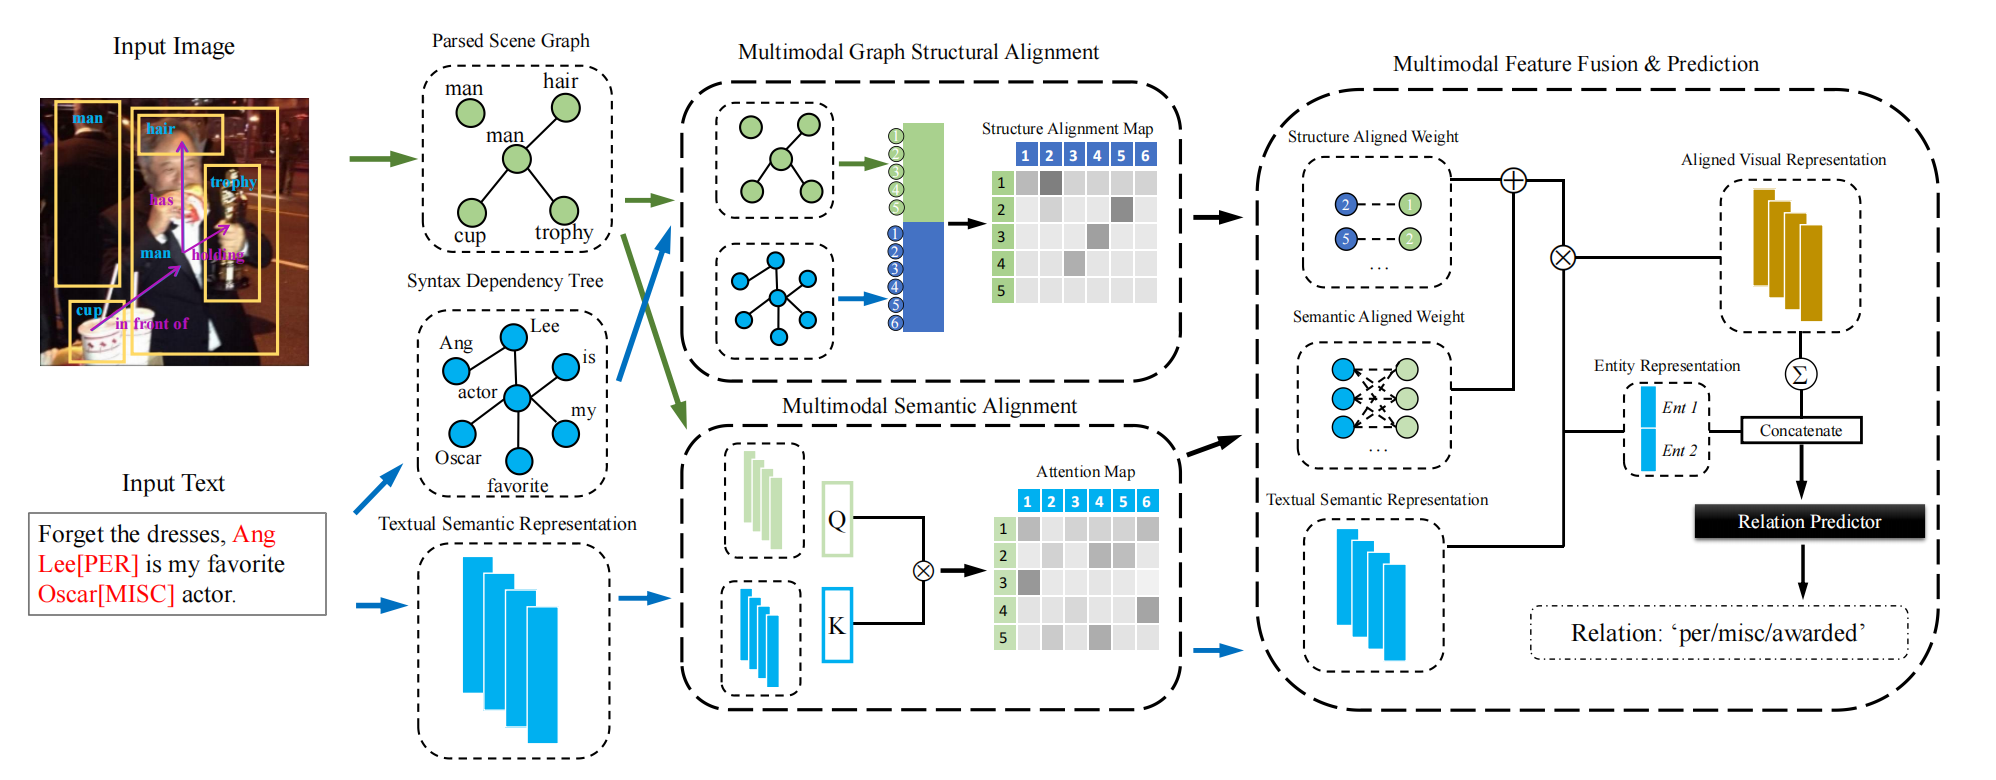 Input Image
man
hair
trophy
has
man
holding
cup
in front of
Input Text
Forget the dresses, Ang
Lee[PER] is my favorite
Oscar[MISC] actor.
Parsed Scene Graph
man
hair
man
cup
trophy
Syntax Dependency Tree
Lee
Ang
is
actor
my
Oscar
favorite
Textual Semantic Representation
Multimodal Graph Structural Alignment
1
2
3
4
5
1
2
3
4
5
6
Structure Alignment Map
1 2 3 4 5 6
1
2
3
4
5
Multimodal Semantic Alignment
Q
K
Attention Map
1 2 3 4 5 6
1
2
3
4
5
Multimodal Feature Fusion & Prediction
Structure Aligned Weight
2 1
5 2
...
Semantic Aligned Weight
...
Textual Semantic Representation
Aligned Visual Representation
Σ
Entity Representation
Ent 1
Ent 2
Concatenate
Relation Predictor
Relation: ‘per/misc/awarded’